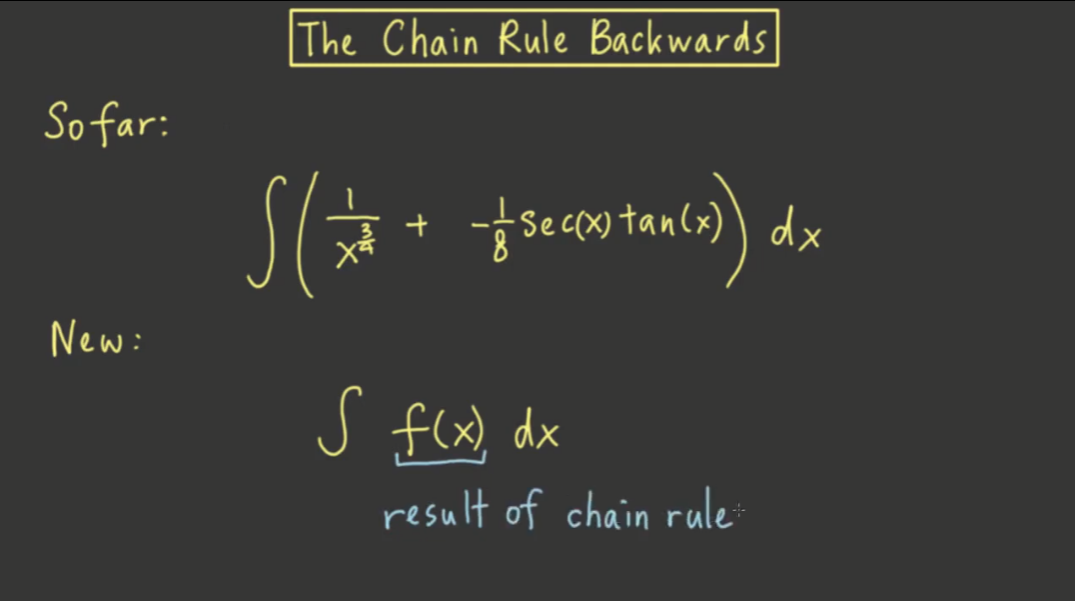 The Chain Rule Backwards
So far:
∫ ( 1/x^(3/4) + -1/8 sec(x) tan(x) ) dx
New:
∫ f(x) dx
result of chain rule